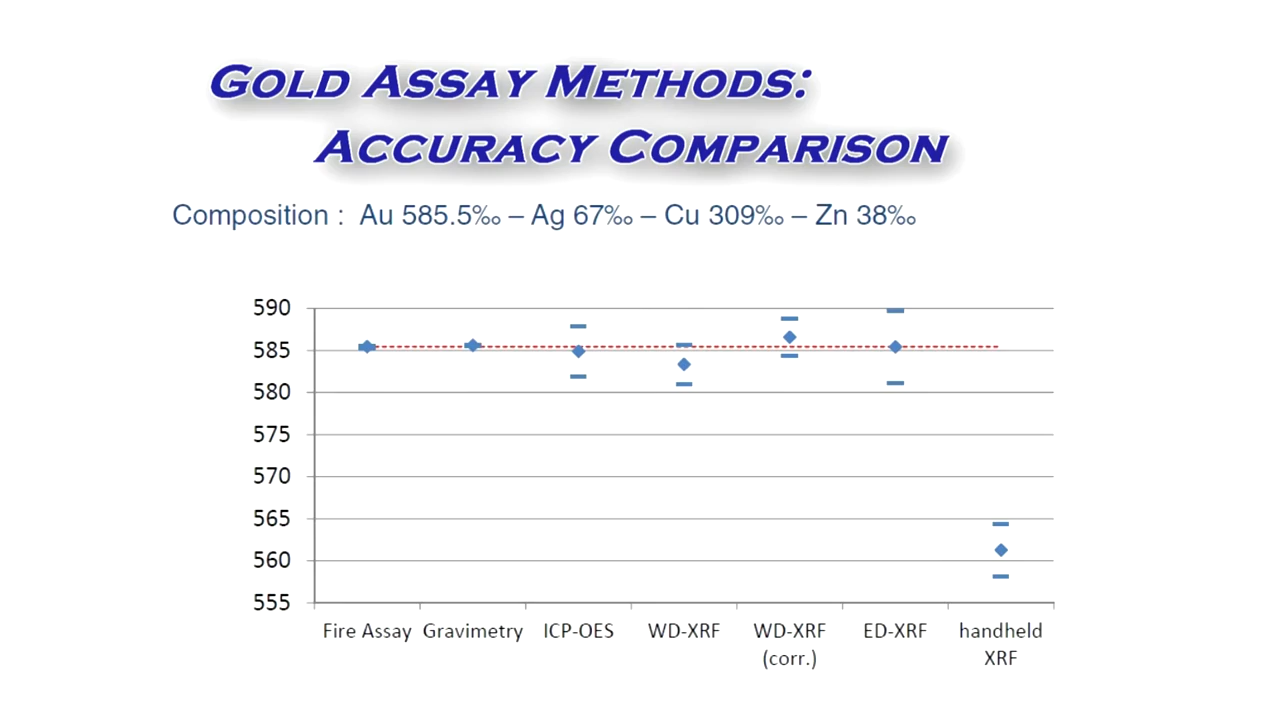 GOLD ASSAY METHODS:
ACCURACY COMPARISON
Composition : Au 585.5‰ – Ag 67‰ – Cu 309‰ – Zn 38‰
590
585
580
575
570
565
560
555
Fire Assay Gravimetry ICP-OES WD-XRF WD-XRF ED-XRF handheld
(corr.) XRF